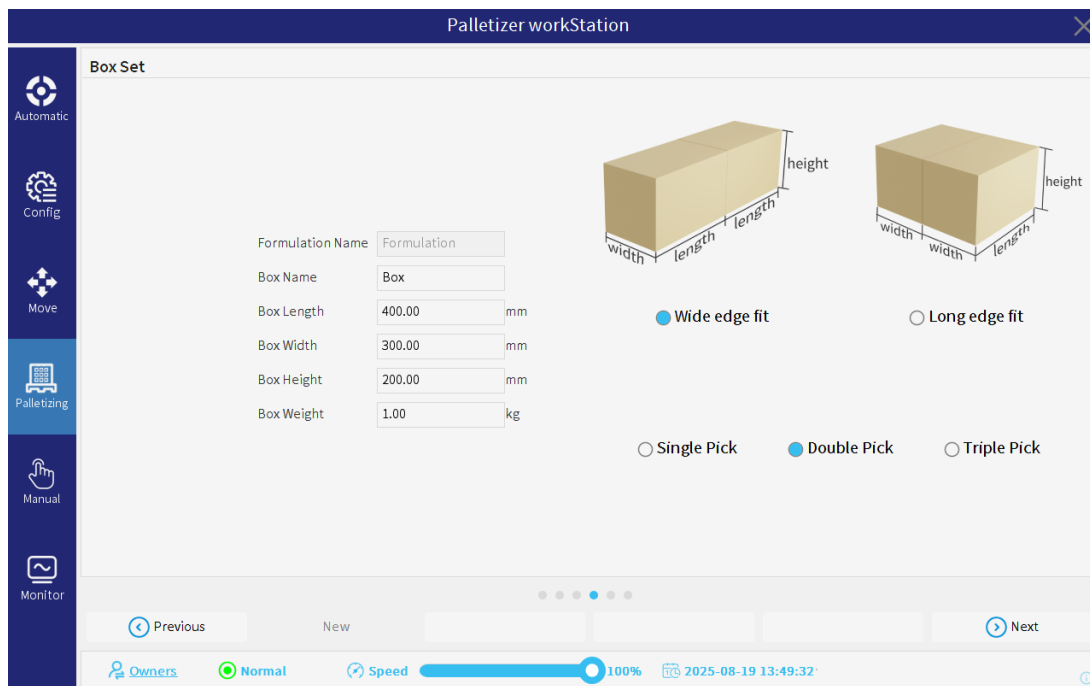 Palletizer workStation
Box Set
Automatic
Config
Move
Palletizing
Manual
Monitor
Formulation Name Formulation
Box Name Box
Box Length 400.00 mm
Box Width 300.00 mm
Box Height 200.00 mm
Box Weight 1.00 kg
height
width length length
height
width width length
Wide edge fit Long edge fit
Single Pick Double Pick Triple Pick
Previous New Next
Owners Normal Speed 100% 2025-08-19 13:49:32